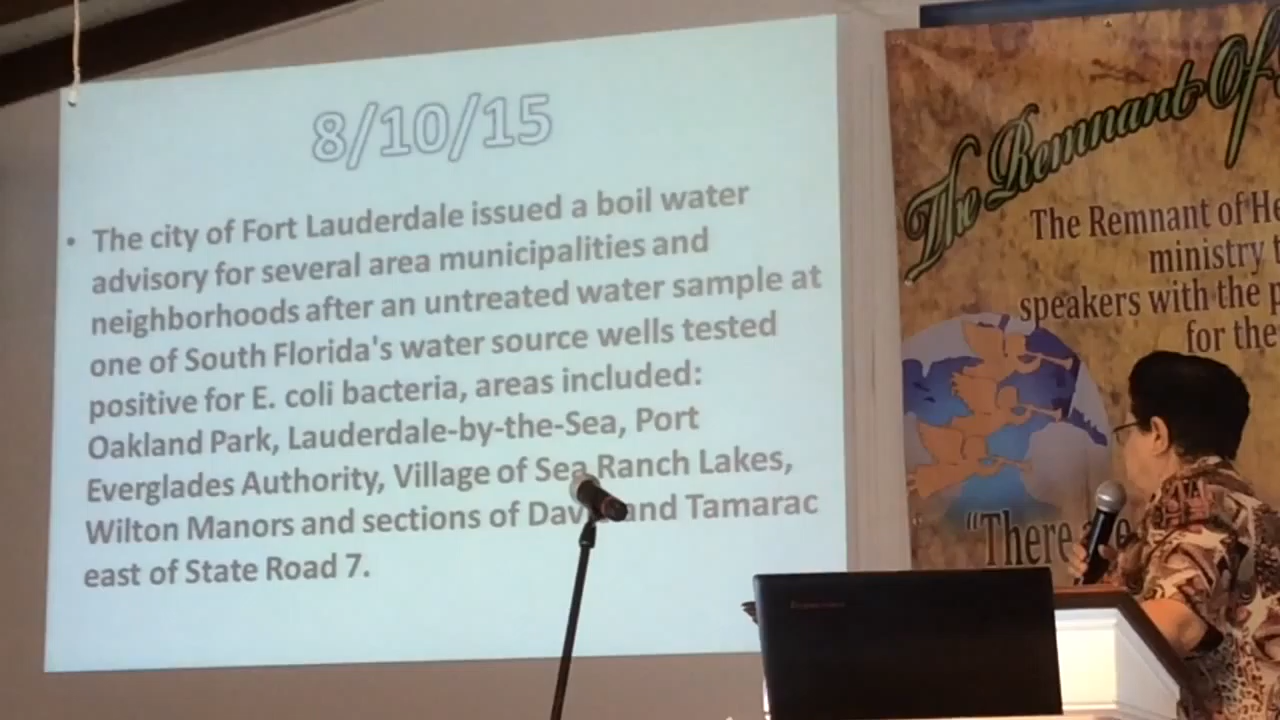 8/10/15
• The city of Fort Lauderdale issued a boil water
advisory for several area municipalities and
neighborhoods after an untreated water sample at
one of South Florida's water source wells tested
positive for E. coli bacteria, areas included:
Oakland Park, Lauderdale-by-the-Sea, Port
Everglades Authority, Village of Sea Ranch Lakes,
Wilton Manors and sections of and Tamarac
east of State Road 7.
The Remnant Of
The Remnant of
ministry
speakers with the
for the
"There